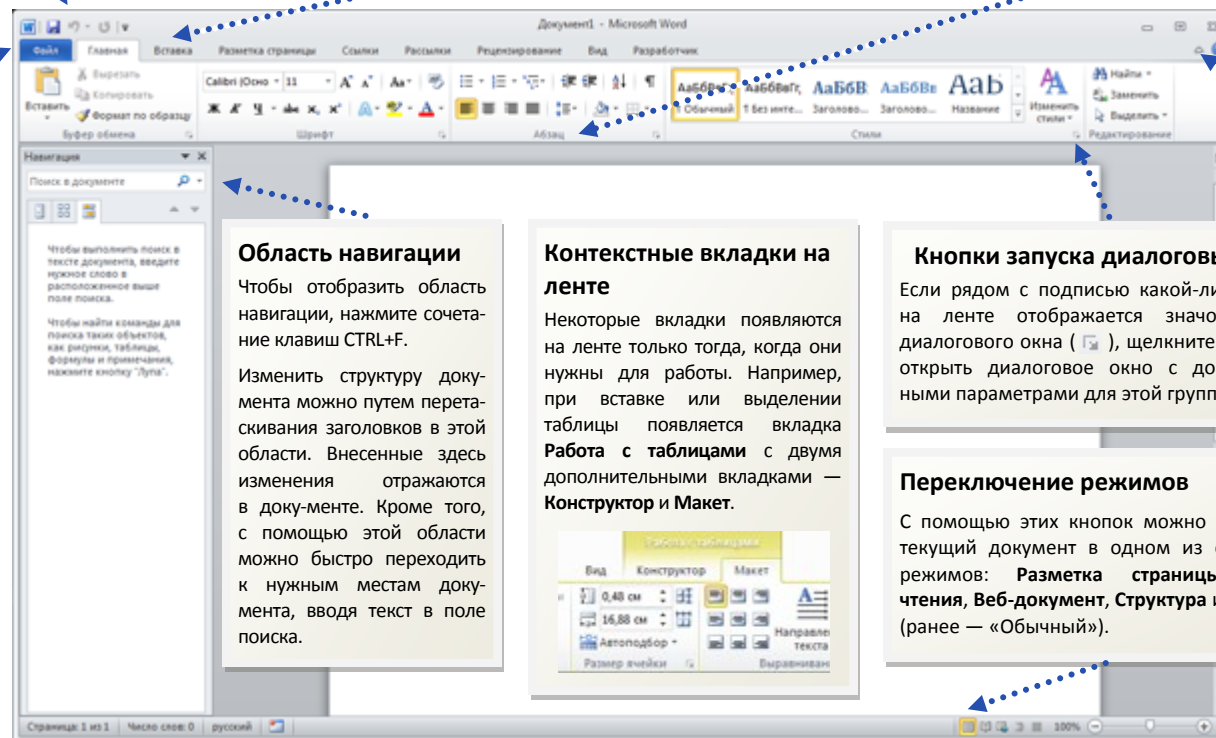 Документ1 - Microsoft Word
Файл Главная Вставка Разметка страницы Ссылки Рассылки Рецензирование Вид Разработчик
Вставить
Вырезать
Копировать
Формат по образцу
Буфер обмена
Calibri (Осно 11
Шрифт
Абзац
АаБбВвГг АаБбВвГг, АаБбВ АаБбВв АаБ
¶ Обычный ¶ Без инте... Заголово... Заголово... Название
Изменить стили
Стили
Найти
Заменить
Выделить
Редактирование
Навигация
Поиск в документе
Чтобы выполнить поиск в
тексте документа, введите
нужное слово в
расположенное выше
поле поиска.
Чтобы найти команды для
поиска таких объектов,
как рисунки, таблицы,
формулы и примечания,
нажмите кнопку "Лупа".
Область навигации
Чтобы отобразить область
навигации, нажмите сочета-
ние клавиш CTRL+F.
Изменить структуру доку-
мента можно путем перета-
скивания заголовков в этой
области. Внесенные здесь
изменения отражаются
в доку-менте. Кроме того,
с помощью этой области
можно быстро переходить
к нужным местам доку-
мента, вводя текст в поле
поиска.
Контекстные вкладки на
ленте
Некоторые вкладки появляются
на ленте только тогда, когда они
нужны для работы. Например,
при вставке или выделении
таблицы появляется вкладка
Работа с таблицами с двумя
дополнительными вкладками —
Конструктор и Макет.
Работа с таблицами
Вид Конструктор Макет
0,48 см
16,88 см
Автоподбор
Направле
текста
Размер ячейки Выравниван
Кнопки запуска диалоговы
Если рядом с подписью какой-ли
на ленте отображается значо
диалогового окна ( ), щелкните
открыть диалоговое окно с до
ными параметрами для этой групп
Переключение режимов
С помощью этих кнопок можно
текущий документ в одном из
режимов: Разметка страницы
чтения, Веб-документ, Структура и
(ранее — «Обычный»).
Страница: 1 из 1 Число слов: 0 русский 100%